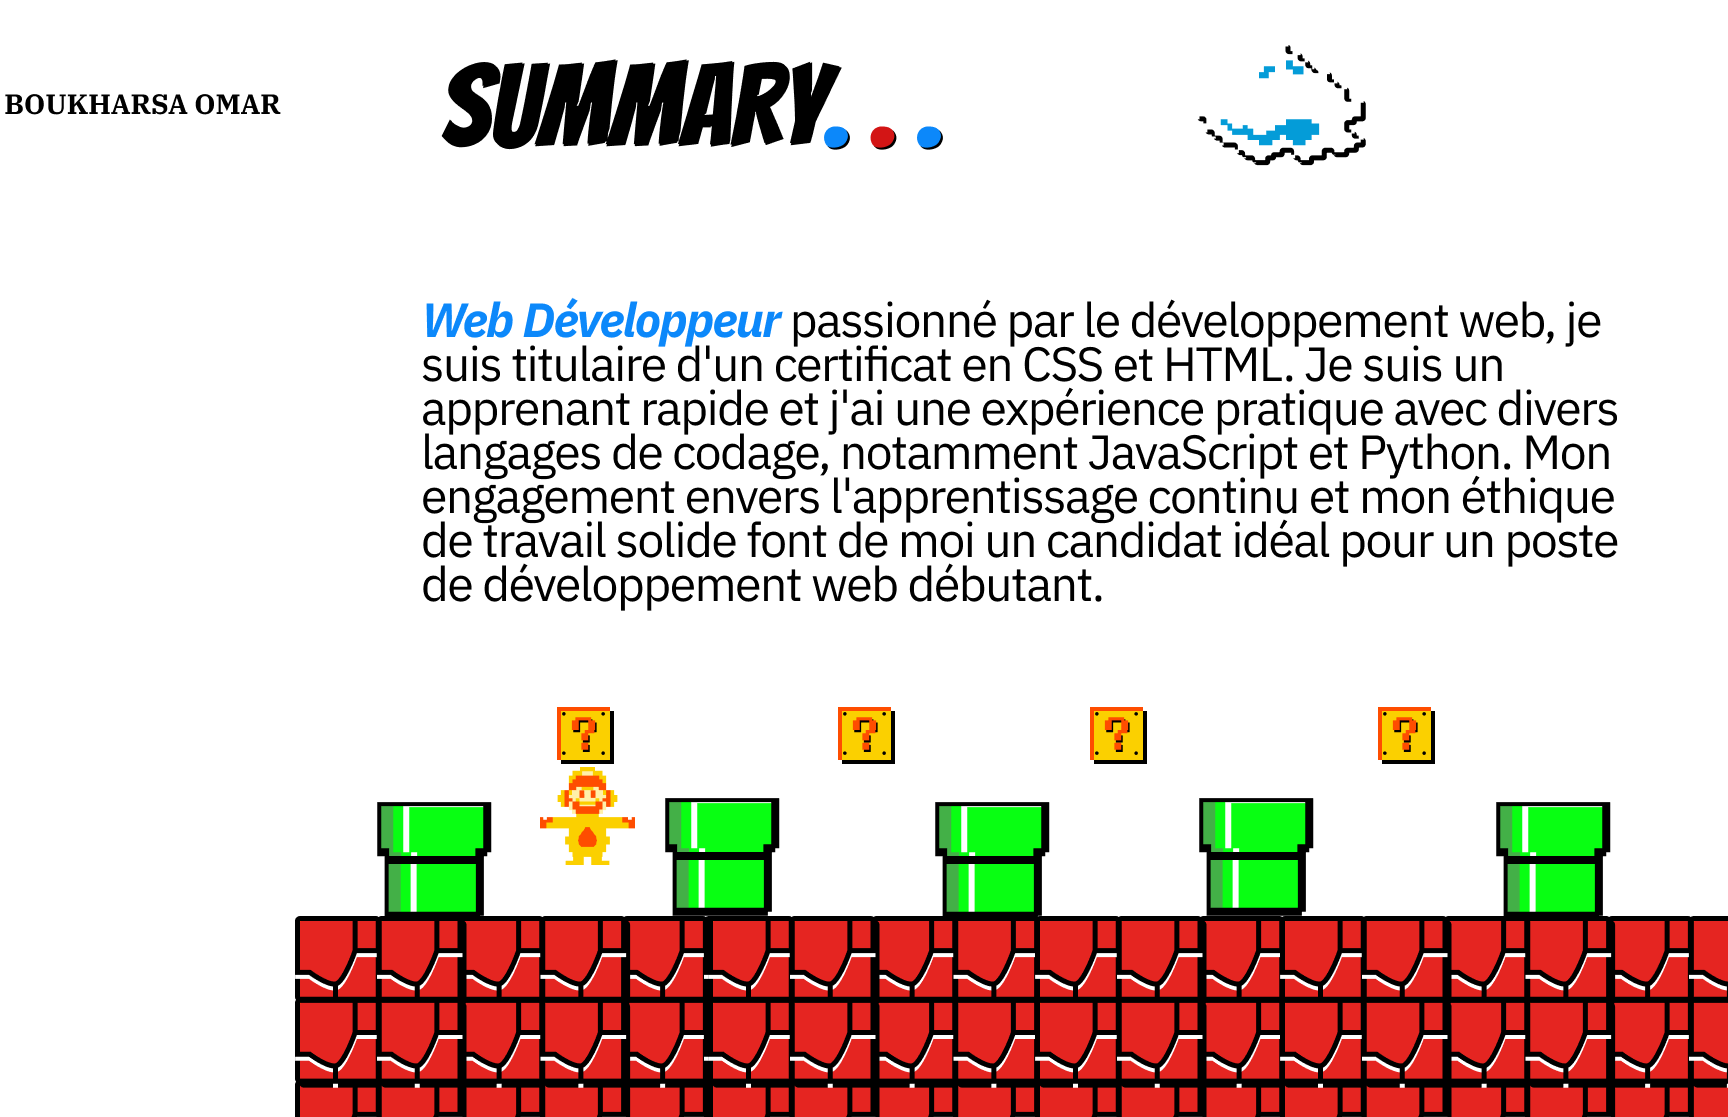 BOUKHARSA OMAR
SUMMARY...
Web Développeur passionné par le développement web, je
suis titulaire d'un certificat en CSS et HTML. Je suis un
apprenant rapide et j'ai une expérience pratique avec divers
langages de codage, notamment JavaScript et Python. Mon
engagement envers l'apprentissage continu et mon éthique
de travail solide font de moi un candidat idéal pour un poste
de développement web débutant.
? ? ? ?